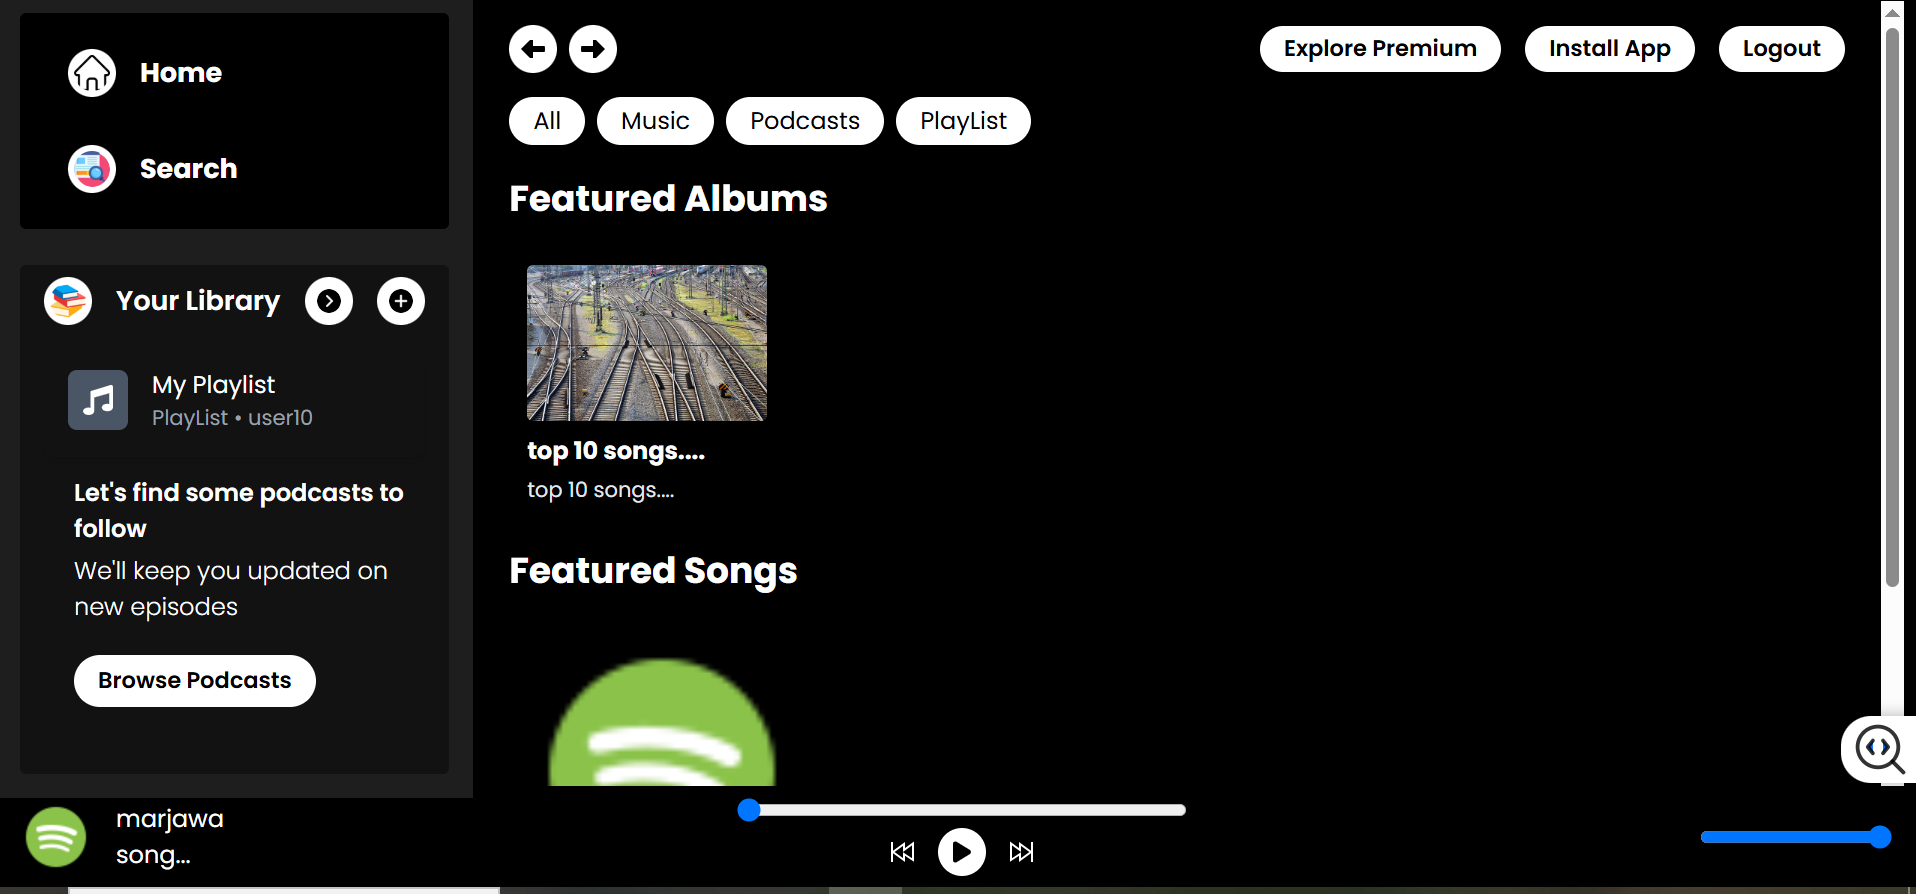 Home
Search
Your Library
My Playlist
PlayList • user10
Let's find some podcasts to
follow
We'll keep you updated on
new episodes
Browse Podcasts
Explore Premium
Install App
Logout
All
Music
Podcasts
PlayList
Featured Albums
top 10 songs....
top 10 songs....
Featured Songs
marjawa
song...